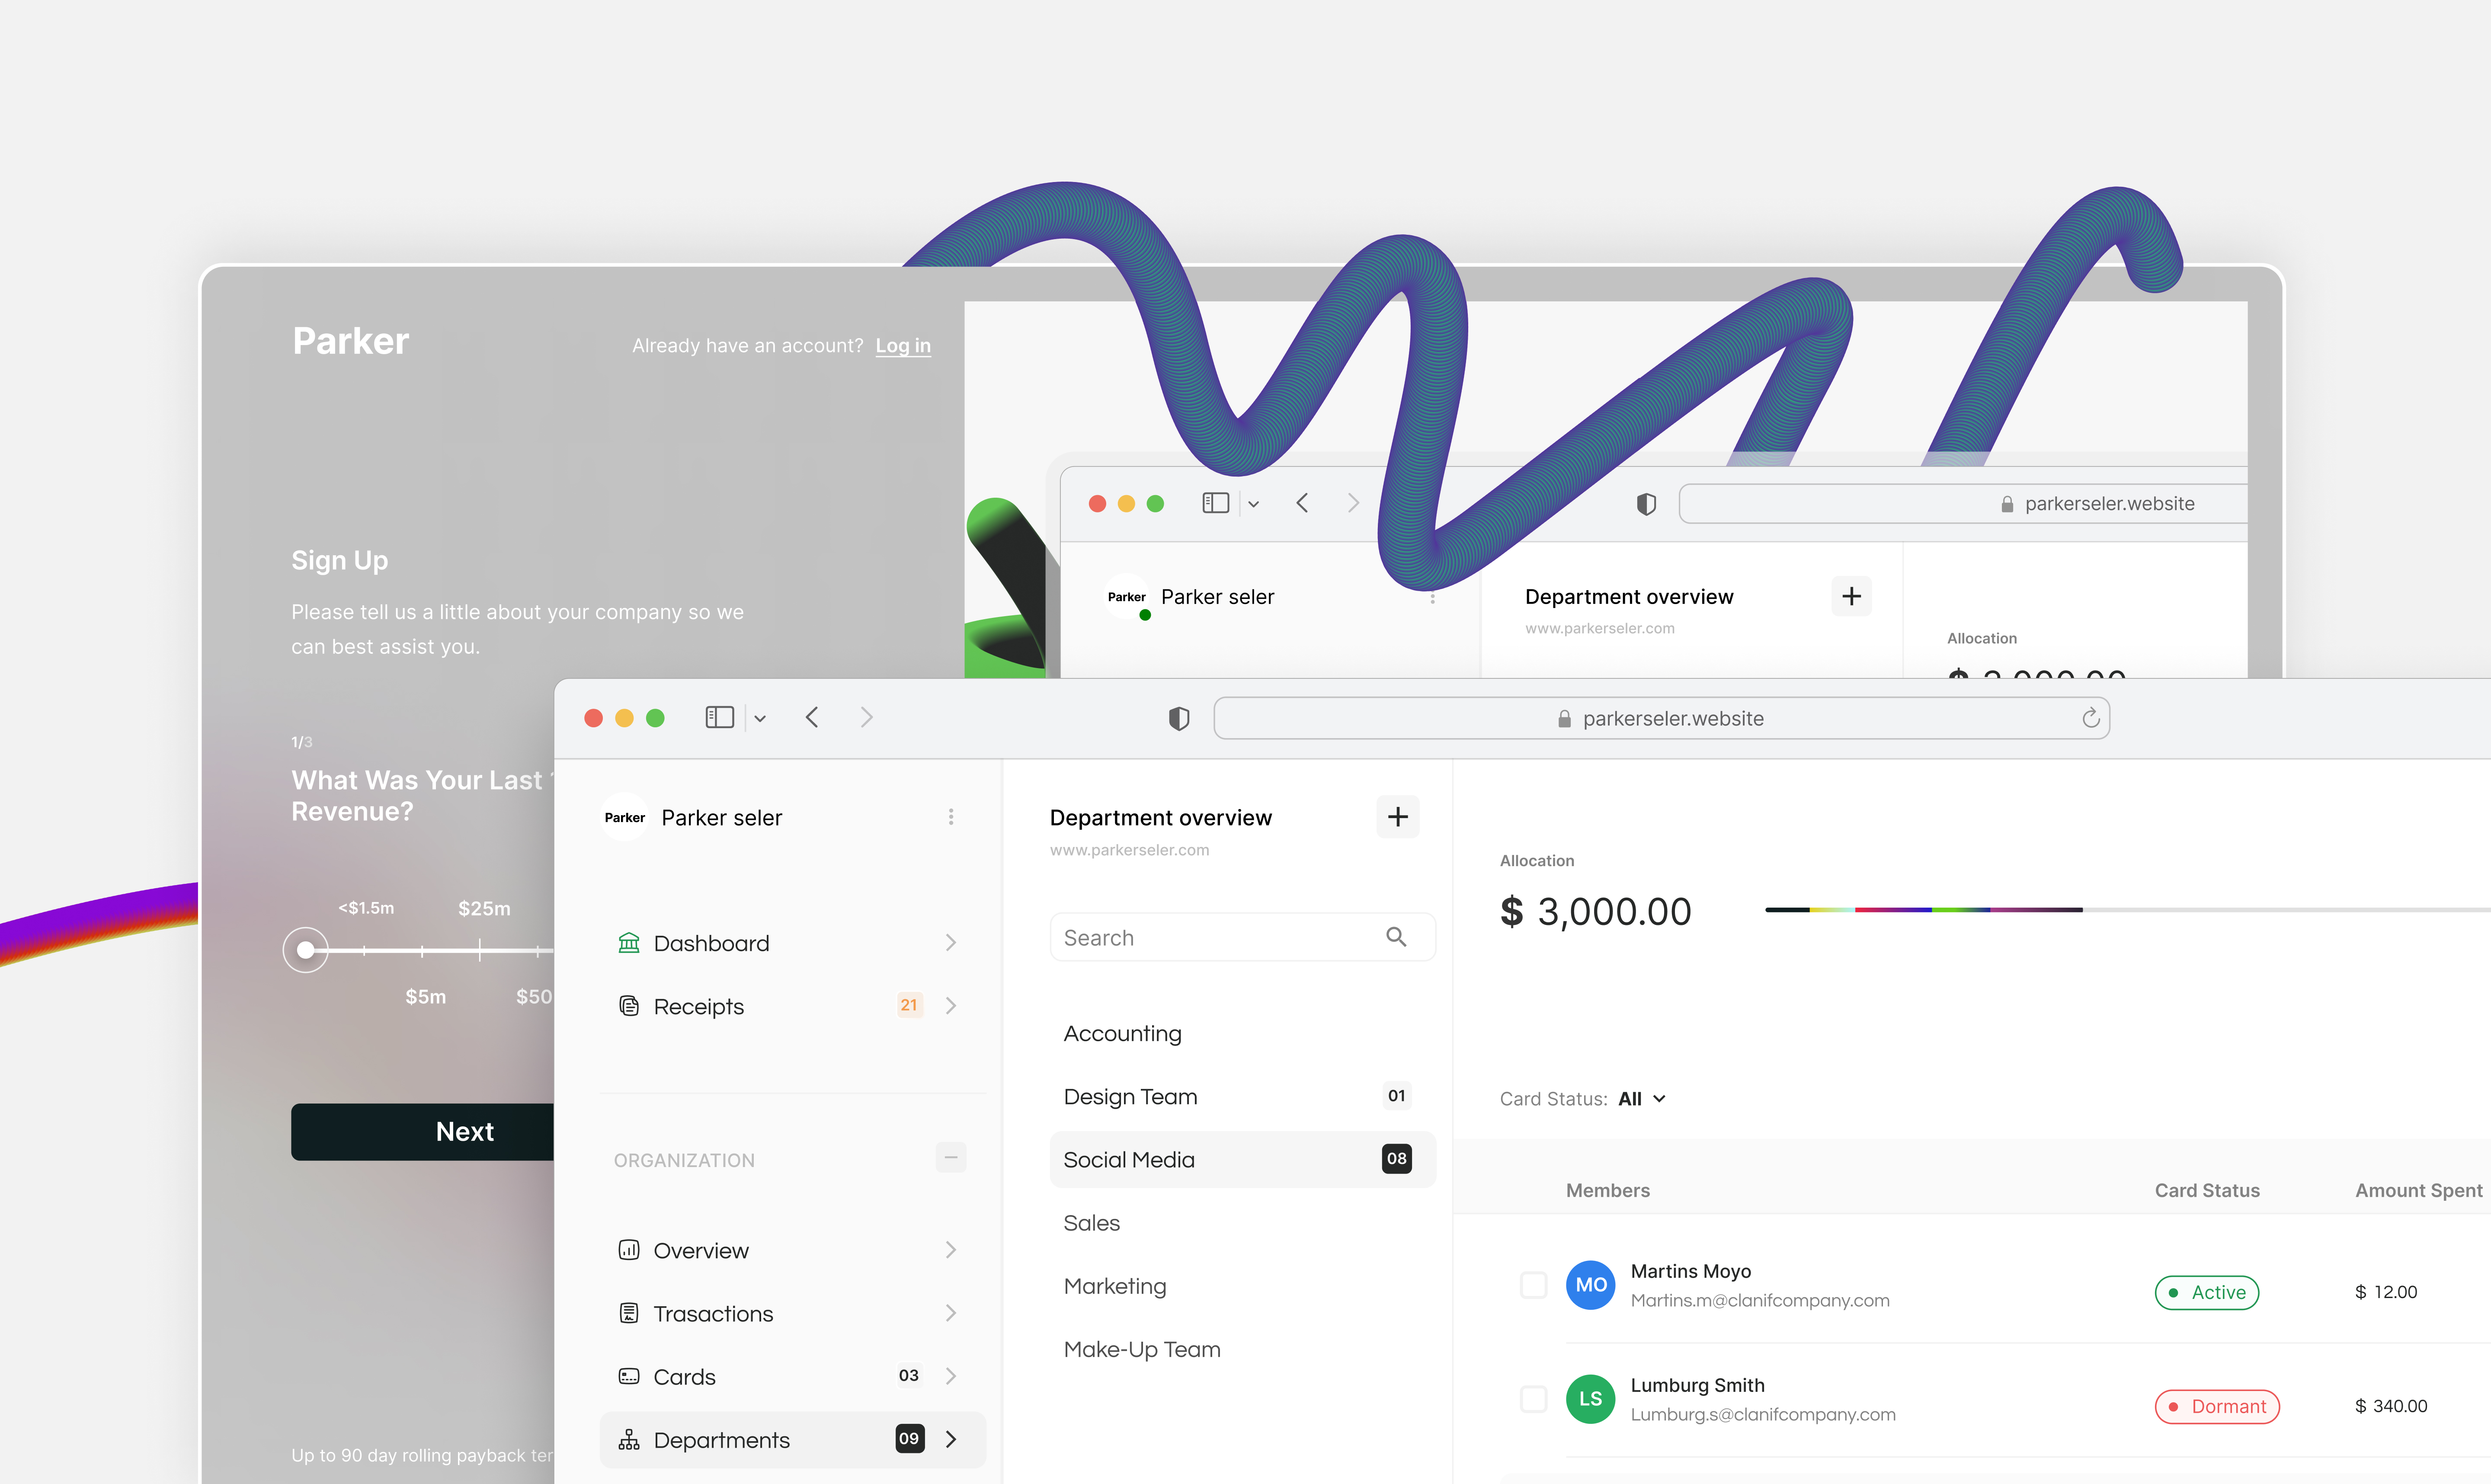 Parker
Already have an account? Log in
Sign Up
Please tell us a little about your company so we
can best assist you.
1/3
What Was Your Last
Revenue?
<$1.5m
$25m
$5m
$50
Next
Up to 90 day rolling payback
parkerseler.website
Parker
Parker seler
Department overview
www.parkerseler.com
Allocation
parkerseler.website
Parker
Parker seler
Dashboard
Receipts 21
ORGANIZATION
Overview
Trasactions
Cards 03
Departments 09
Department overview
www.parkerseler.com
Search
Accounting
Design Team 01
Social Media 08
Sales
Marketing
Make-Up Team
Allocation
$ 3,000.00
Card Status: All
Members Card Status Amount Spent
MO Martins Moyo
Martins.m@clanifcompany.com
Active
$ 12.00
LS Lumburg Smith
Lumburg.s@clanifcompany.com
Dormant
$ 340.00